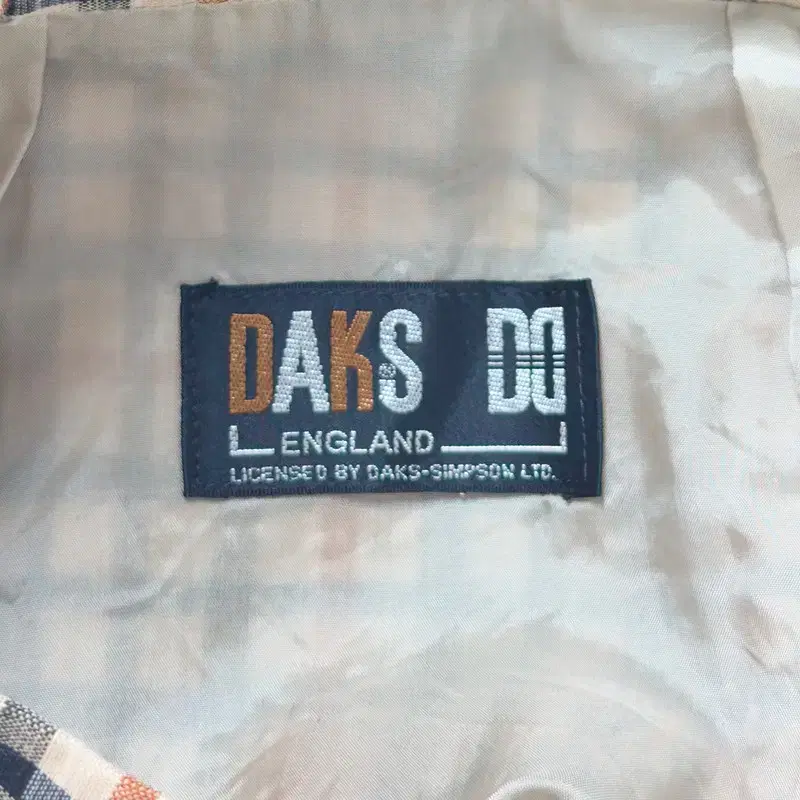 DAKS DD
ENGLAND
LICENSED BY DAKS-SIMPSON LTD.